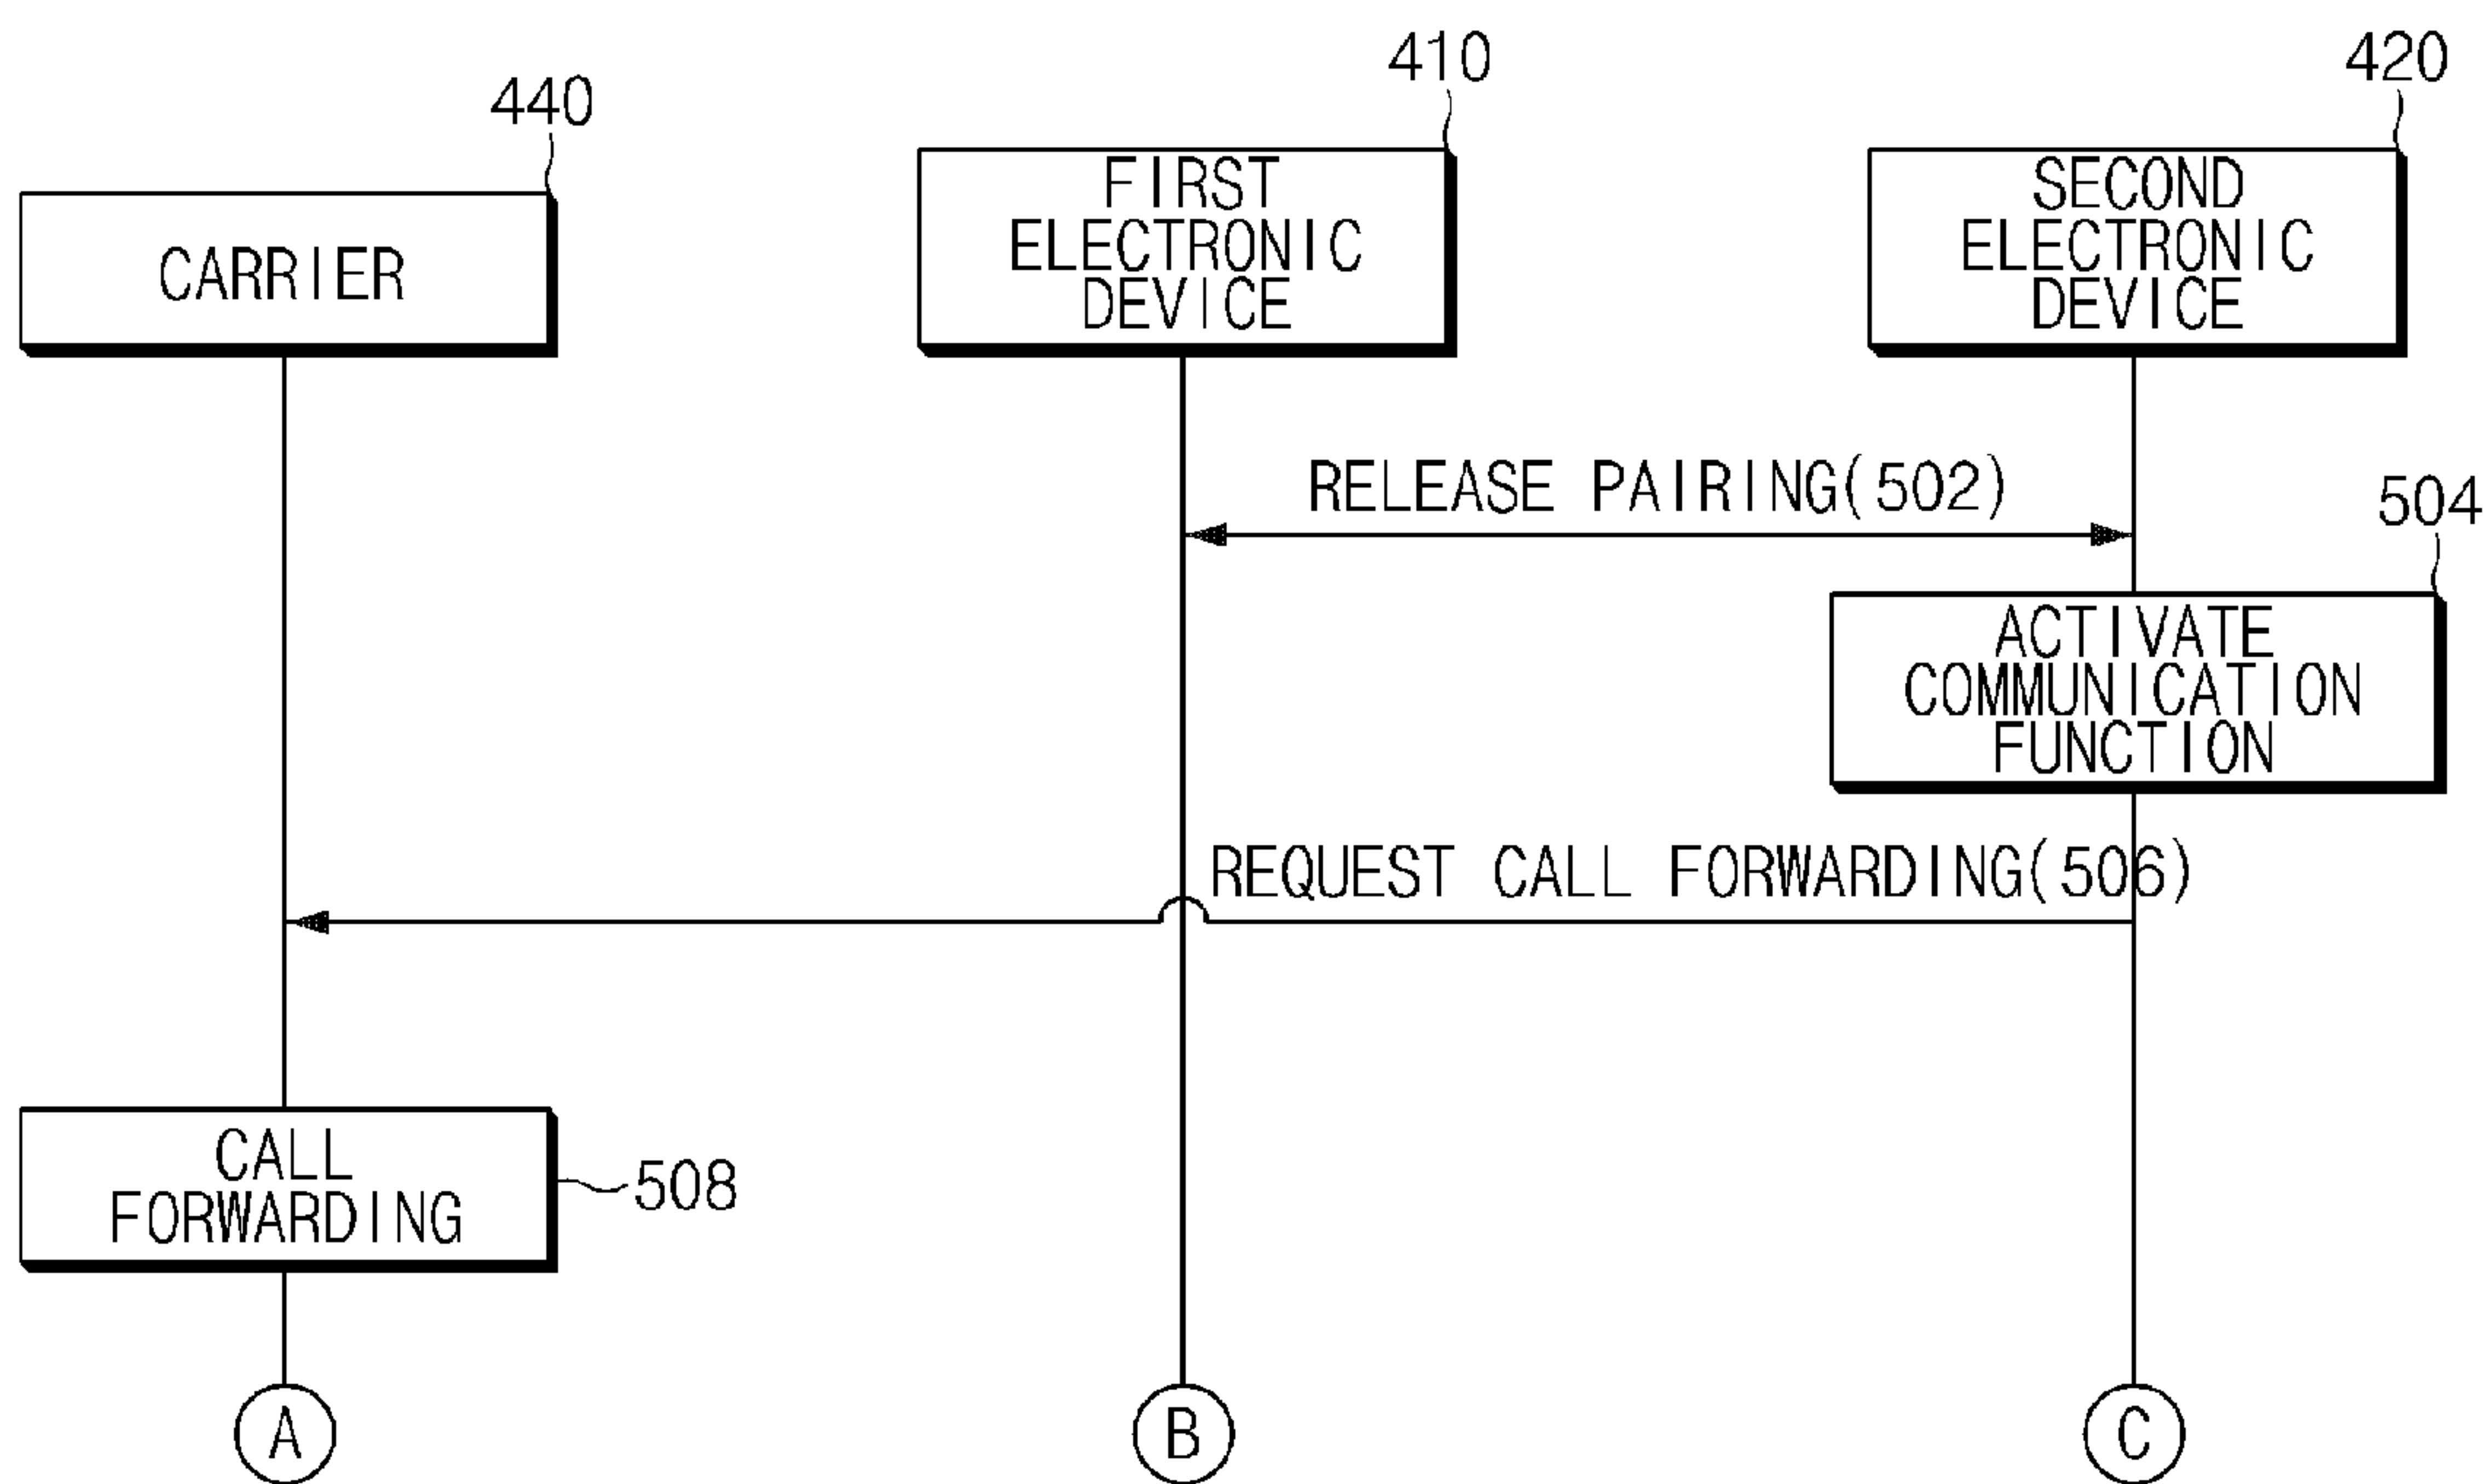 440
410
420
CARRIER
FIRST
ELECTRONIC
DEVICE
SECOND
ELECTRONIC
DEVICE
RELEASE PAIRING(502)
504
ACTIVATE
COMMUNICATION
FUNCTION
REQUEST CALL FORWARDING(506)
CALL
FORWARDING
508
A
B
C